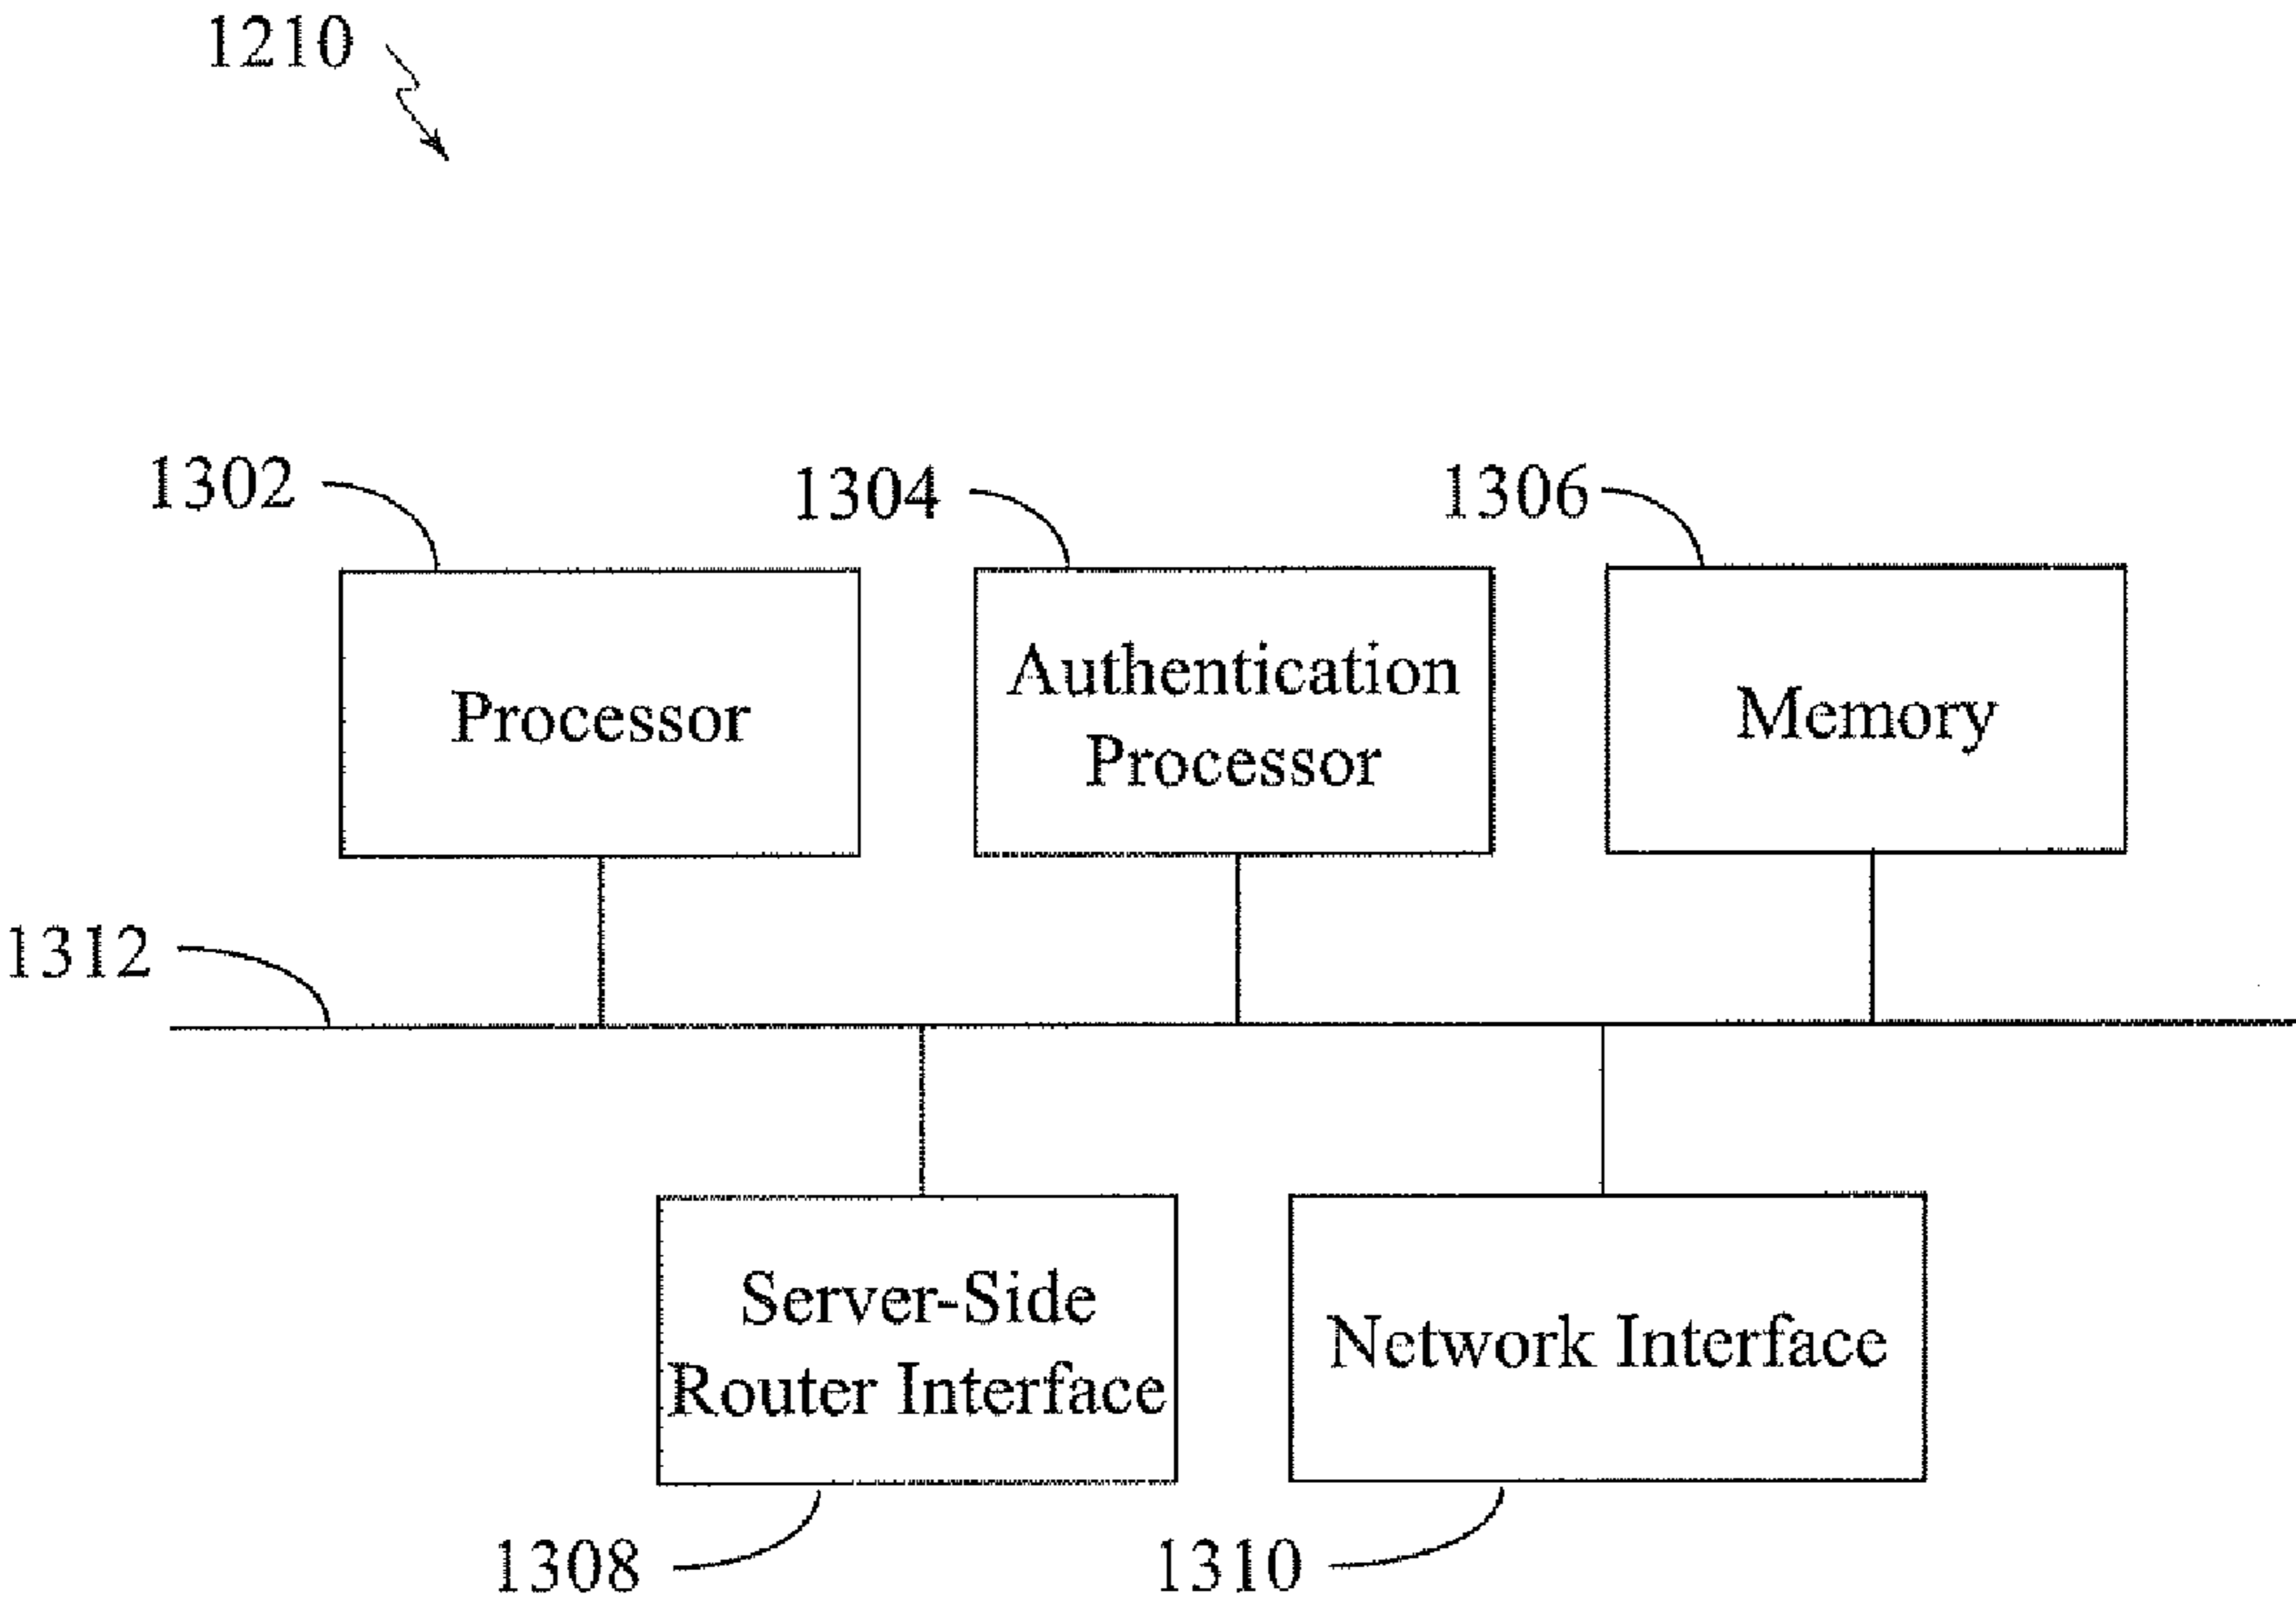 1210
1302
1304
1306
Processor
Authentication
Processor
Memory
1312
Server-Side
Router Interface
Network Interface
1308
1310